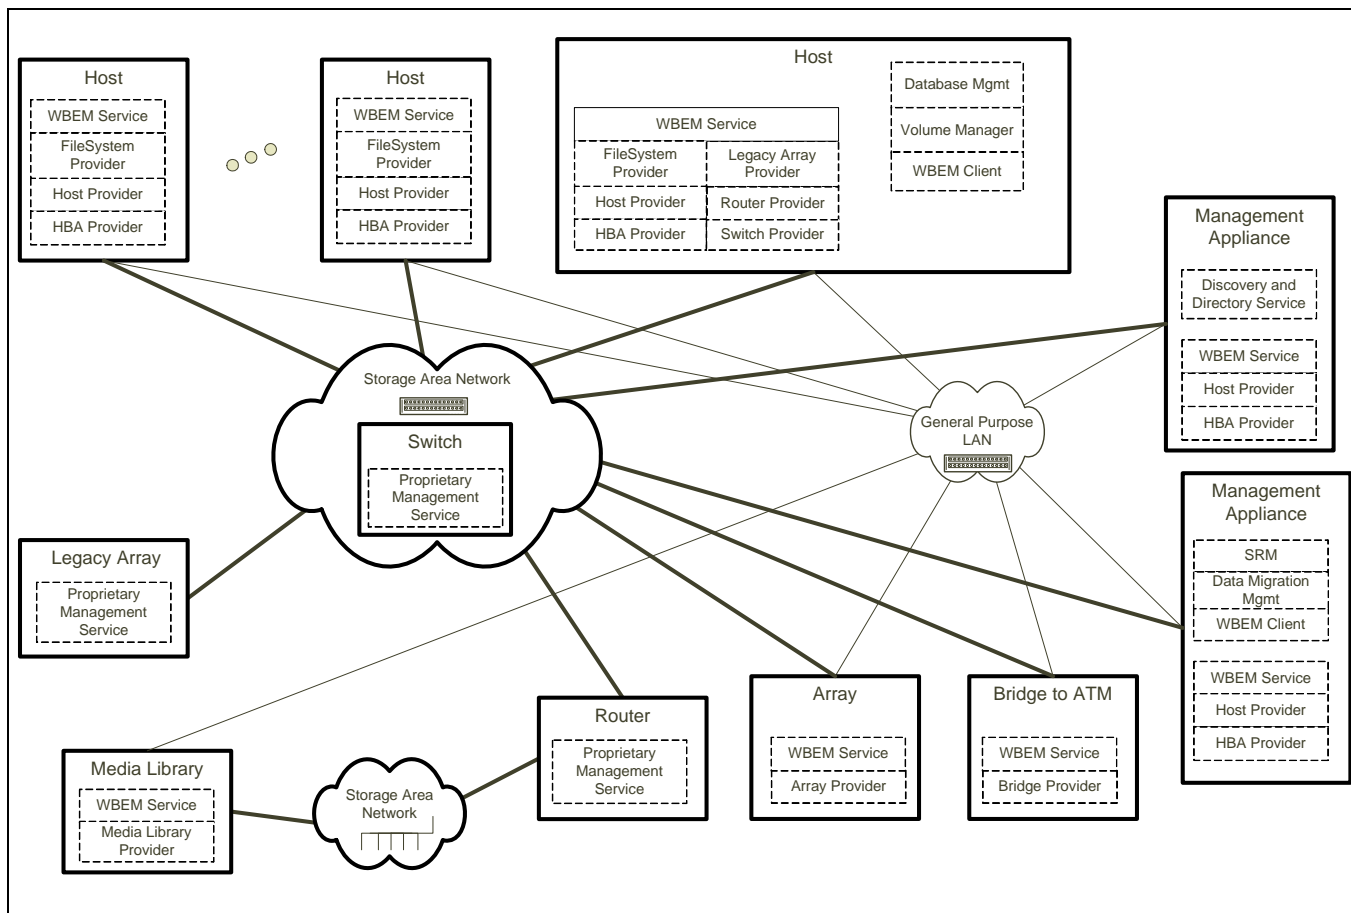 Host
WBEM Service
FileSystem
Provider
Host Provider
HBA Provider
Host
WBEM Service
FileSystem
Provider
Host Provider
HBA Provider
Host
WBEM Service
FileSystem
Provider
Host Provider
HBA Provider
Legacy Array
Provider
Router Provider
Switch Provider
Database Mgmt
Volume Manager
WBEM Client
Management
Appliance
Discovery and
Directory Service
WBEM Service
Host Provider
HBA Provider
Storage Area Network
Switch
Proprietary
Management
Service
General Purpose
LAN
Management
Appliance
SRM
Data Migration
Mgmt
WBEM Client
WBEM Service
Host Provider
HBA Provider
Legacy Array
Proprietary
Management
Service
Media Library
WBEM Service
Media Library
Provider
Storage Area
Network
Router
Proprietary
Management
Service
Array
WBEM Service
Array Provider
Bridge to ATM
WBEM Service
Bridge Provider